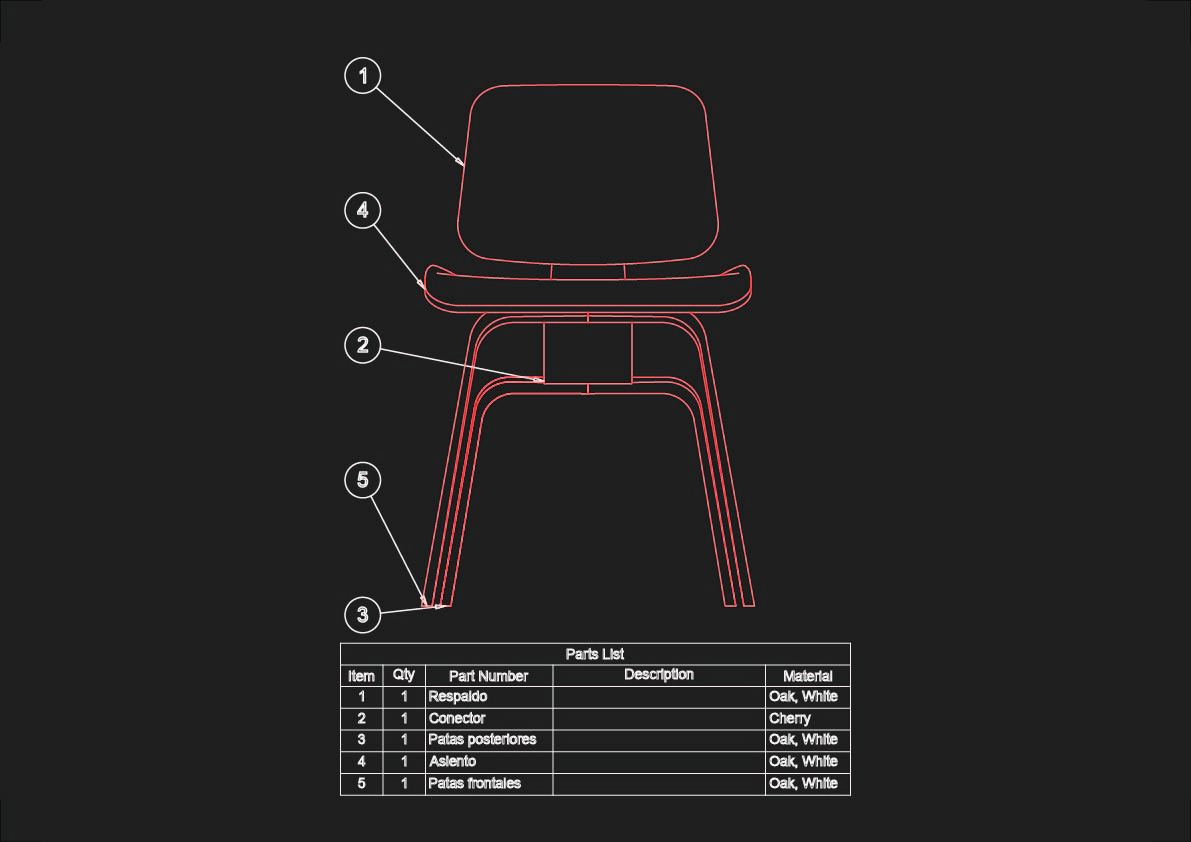 1
4
2
5
3
Parts List
Item Qty Part Number Description Material
1 1 Respaldo Oak, White
2 1 Conector Cherry
3 1 Patas posteriores Oak, White
4 1 Asiento Oak, White
5 1 Patas frontales Oak, White